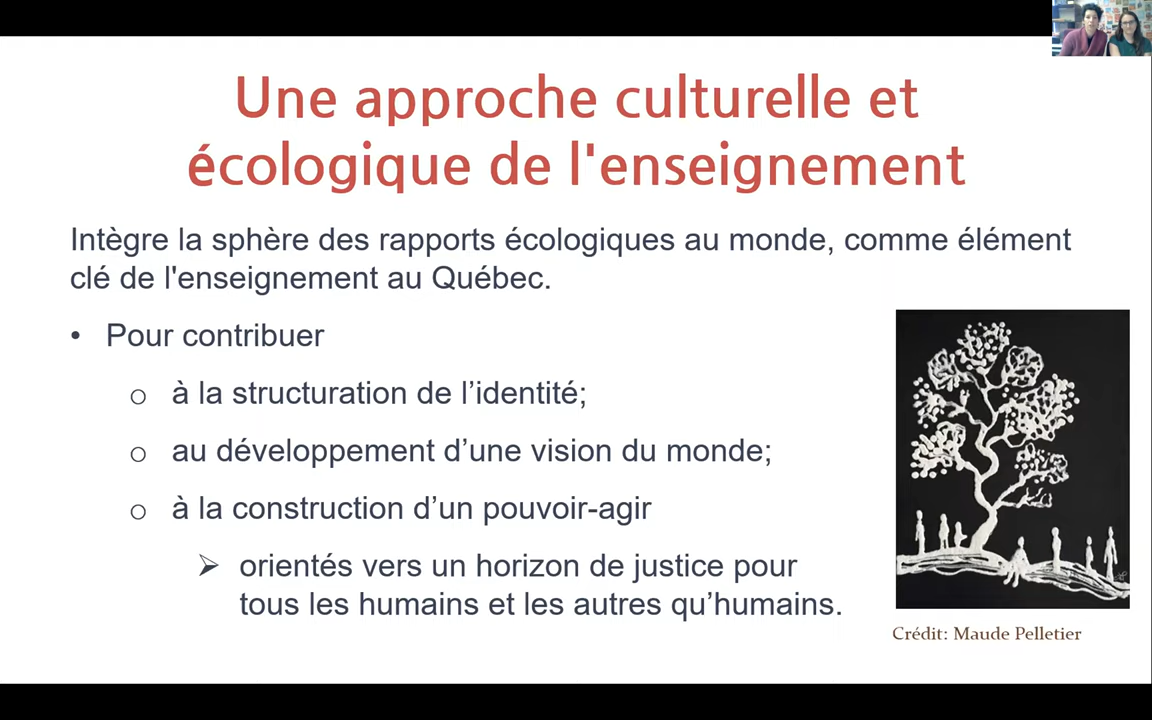 Une approche culturelle et
écologique de l'enseignement
Intègre la sphère des rapports écologiques au monde, comme élément
clé de l'enseignement au Québec.
• Pour contribuer
o à la structuration de l’identité;
o au développement d’une vision du monde;
o à la construction d’un pouvoir-agir
➢ orientés vers un horizon de justice pour
tous les humains et les autres qu’humains.
Crédit: Maude Pelletier